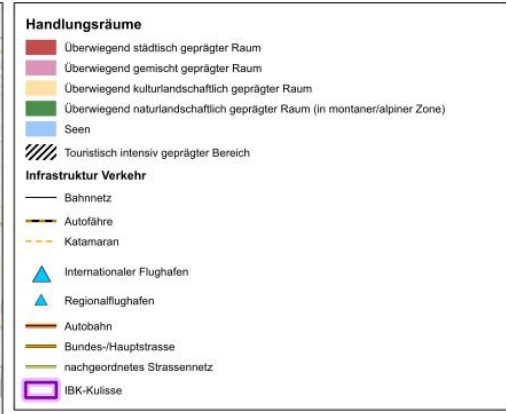 Handlungsräume
Überwiegend städtisch geprägter Raum
Überwiegend gemischt geprägter Raum
Überwiegend kulturlandschaftlich geprägter Raum
Überwiegend naturlandschaftlich geprägter Raum (in montaner/alpiner Zone)
Seen
Touristisch intensiv geprägter Bereich
Infrastruktur Verkehr
Bahnnetz
Autofähre
Katamaran
Internationaler Flughafen
Regionalflughafen
Autobahn
Bundes-/Hauptstrasse
nachgeordnetes Strassennetz
IBK-Kulisse